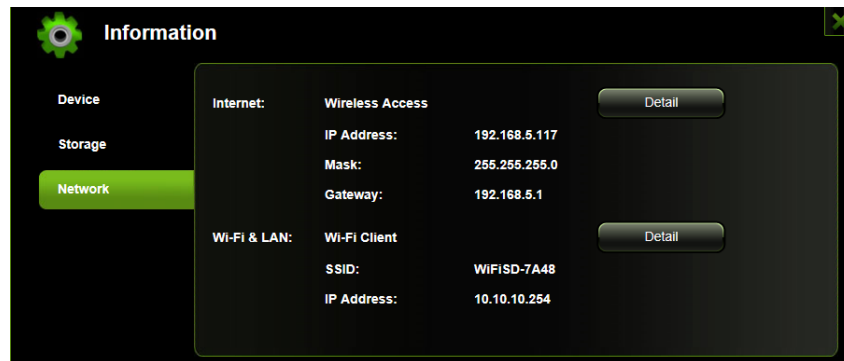 Information
Device
Storage
Network
Internet: Wireless Access Detail
IP Address: 192.168.5.117
Mask: 255.255.255.0
Gateway: 192.168.5.1
Wi-Fi & LAN: Wi-Fi Client Detail
SSID: WiFiSD-7A48
IP Address: 10.10.10.254